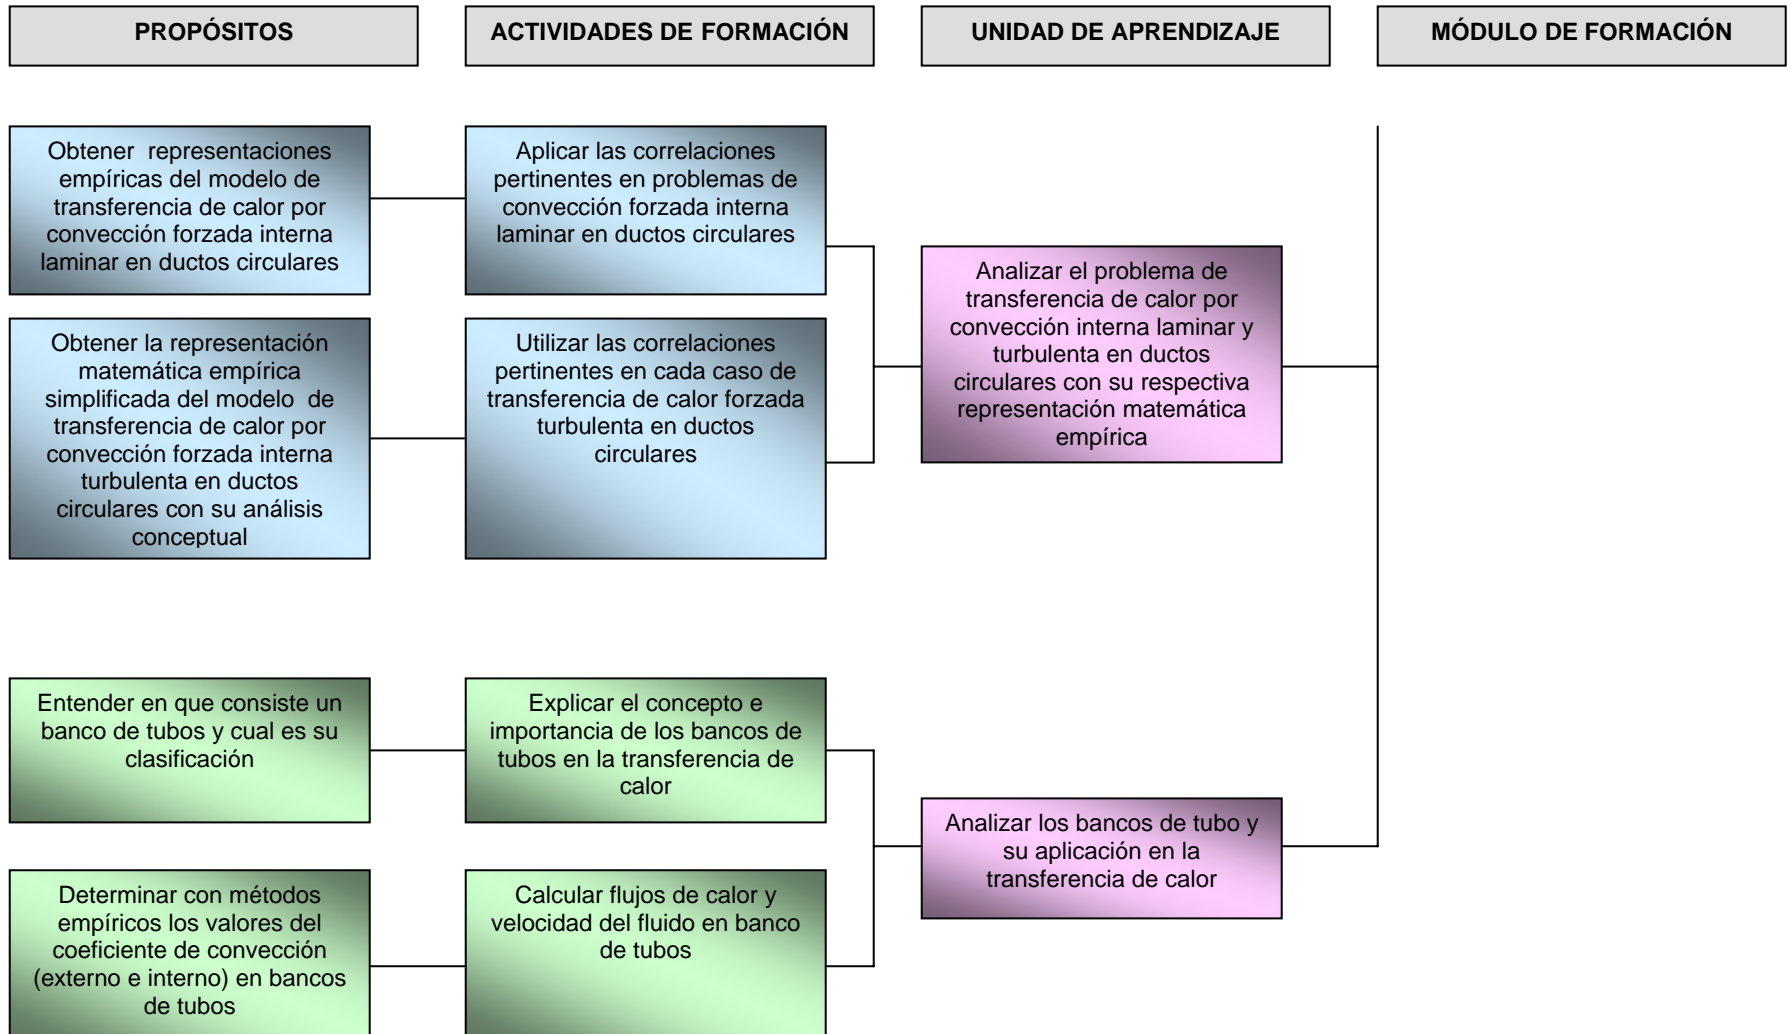 PROPÓSITOS
ACTIVIDADES DE FORMACIÓN
UNIDAD DE APRENDIZAJE
MÓDULO DE FORMACIÓN
Obtener representaciones
empíricas del modelo de
transferencia de calor por
convección forzada interna
laminar en ductos circulares
Aplicar las correlaciones
pertinentes en problemas de
convección forzada interna
laminar en ductos circulares
Obtener la representación
matemática empírica
simplificada del modelo de
transferencia de calor por
convección forzada interna
turbulenta en ductos
circulares con su análisis
conceptual
Utilizar las correlaciones
pertinentes en cada caso de
transferencia de calor forzada
turbulenta en ductos
circulares
Analizar el problema de
transferencia de calor por
convección interna laminar y
turbulenta en ductos
circulares con su respectiva
representación matemática
empírica
Entender en que consiste un
banco de tubos y cual es su
clasificación
Explicar el concepto e
importancia de los bancos de
tubos en la transferencia de
calor
Determinar con métodos
empíricos los valores del
coeficiente de convección
(externo e interno) en bancos
de tubos
Calcular flujos de calor y
velocidad del fluido en banco
de tubos
Analizar los bancos de tubo y
su aplicación en la
transferencia de calor